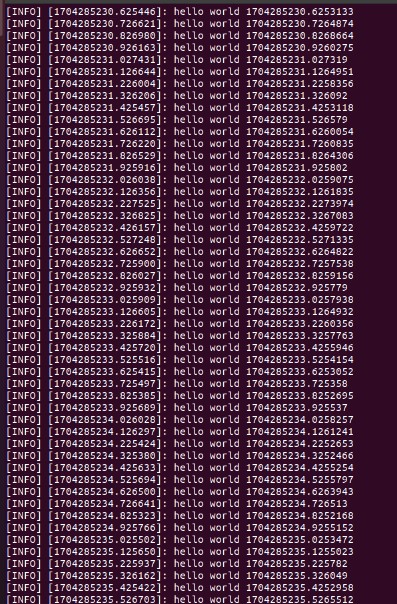 [INFO] [1704285230.625446]: hello world 1704285230.6253133
[INFO] [1704285230.726621]: hello world 1704285230.7264874
[INFO] [1704285230.826980]: hello world 1704285230.8268664
[INFO] [1704285230.926163]: hello world 1704285230.9260275
[INFO] [1704285231.027431]: hello world 1704285231.027319
[INFO] [1704285231.126644]: hello world 1704285231.1264951
[INFO] [1704285231.226004]: hello world 1704285231.2258356
[INFO] [1704285231.326206]: hello world 1704285231.326092
[INFO] [1704285231.425457]: hello world 1704285231.4253118
[INFO] [1704285231.526695]: hello world 1704285231.526579
[INFO] [1704285231.626112]: hello world 1704285231.6260054
[INFO] [1704285231.726220]: hello world 1704285231.7260835
[INFO] [1704285231.826529]: hello world 1704285231.8264306
[INFO] [1704285231.925916]: hello world 1704285231.925802
[INFO] [1704285232.026038]: hello world 1704285232.0259075
[INFO] [1704285232.126356]: hello world 1704285232.1261835
[INFO] [1704285232.227525]: hello world 1704285232.2273974
[INFO] [1704285232.326825]: hello world 1704285232.3267083
[INFO] [1704285232.426157]: hello world 1704285232.4259722
[INFO] [1704285232.527248]: hello world 1704285232.5271335
[INFO] [1704285232.626652]: hello world 1704285232.6264822
[INFO] [1704285232.725900]: hello world 1704285232.7257538
[INFO] [1704285232.826027]: hello world 1704285232.8259156
[INFO] [1704285232.925932]: hello world 1704285232.925779
[INFO] [1704285233.025909]: hello world 1704285233.0257938
[INFO] [1704285233.126605]: hello world 1704285233.1264932
[INFO] [1704285233.226172]: hello world 1704285233.2260356
[INFO] [1704285233.325884]: hello world 1704285233.3257763
[INFO] [1704285233.425720]: hello world 1704285233.4255946
[INFO] [1704285233.525516]: hello world 1704285233.5254154
[INFO] [1704285233.625415]: hello world 1704285233.6253052
[INFO] [1704285233.725497]: hello world 1704285233.725358
[INFO] [1704285233.825385]: hello world 1704285233.8252695
[INFO] [1704285233.925689]: hello world 1704285233.925537
[INFO] [1704285234.026028]: hello world 1704285234.0258257
[INFO] [1704285234.126297]: hello world 1704285234.1261241
[INFO] [1704285234.225424]: hello world 1704285234.2252653
[INFO] [1704285234.325380]: hello world 1704285234.3252466
[INFO] [1704285234.425633]: hello world 1704285234.4255254
[INFO] [1704285234.525694]: hello world 1704285234.5255797
[INFO] [1704285234.626500]: hello world 1704285234.6263943
[INFO] [1704285234.726641]: hello world 1704285234.726513
[INFO] [1704285234.825323]: hello world 1704285234.8252168
[INFO] [1704285234.925766]: hello world 1704285234.9255152
[INFO] [1704285235.025502]: hello world 1704285235.0253472
[INFO] [1704285235.125650]: hello world 1704285235.1255023
[INFO] [1704285235.225937]: hello world 1704285235.225782
[INFO] [1704285235.326162]: hello world 1704285235.326049
[INFO] [1704285235.425422]: hello world 1704285235.4252958
[INFO] [1704285235.526703]: hello world 1704285235.5265512